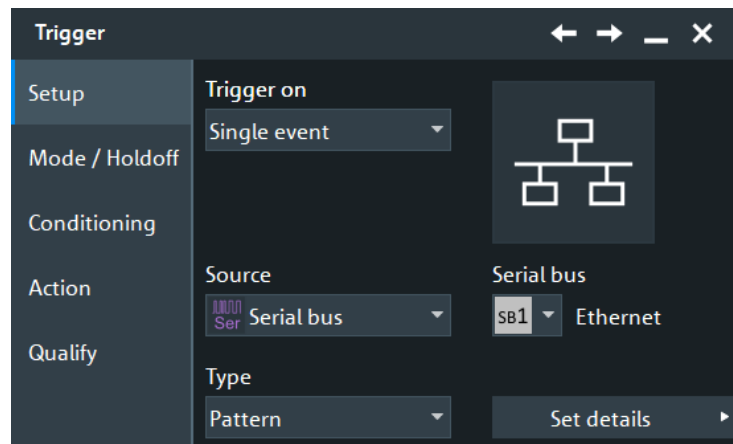 Trigger
Setup
Mode / Holdoff
Conditioning
Action
Qualify
Trigger on
Single event
Source
Ser Serial bus
Serial bus
SB1 Ethernet
Type
Pattern
Set details